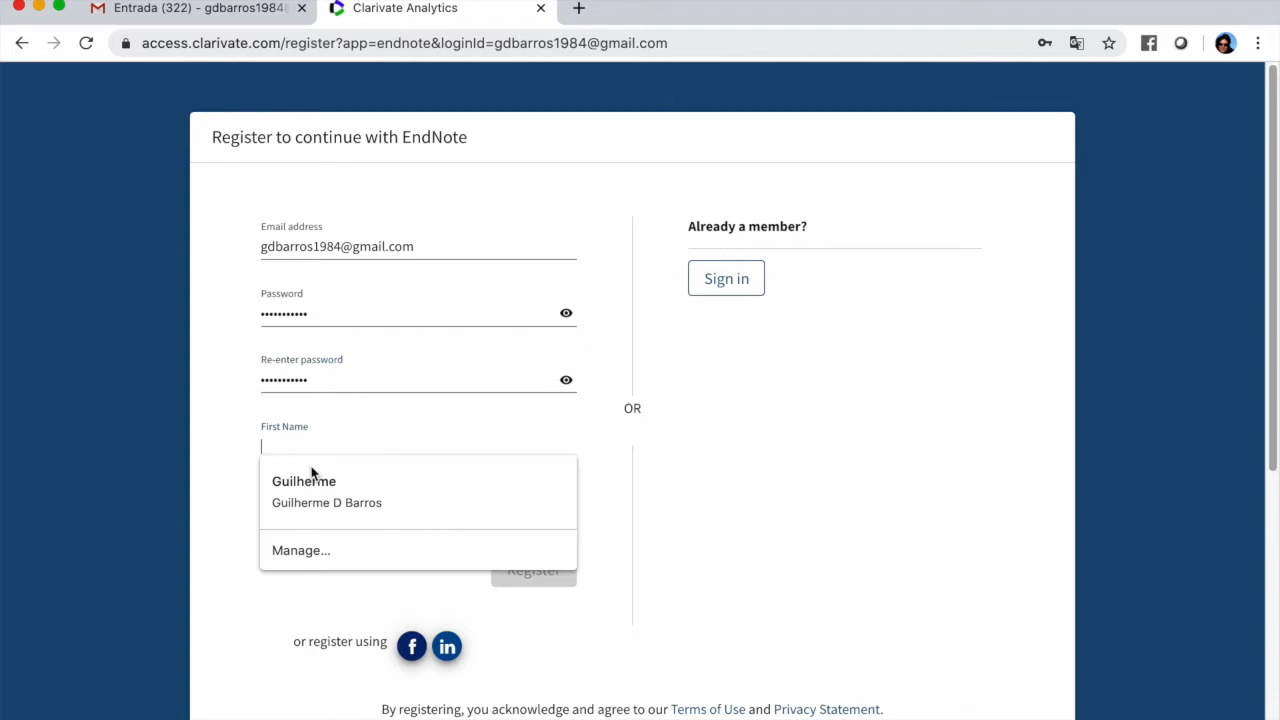 Entrada (322) - gdbarros1984@
Clarivate Analytics
access.clarivate.com/register?app=endnote&loginId=gdbarros1984@gmail.com
Register to continue with EndNote
Email address
gdbarros1984@gmail.com
Password
•••••••••••
Re-enter password
•••••••••••
First Name
Guilherme
Guilherme D Barros
Manage...
Register
or register using
f
in
OR
Already a member?
Sign in
By registering, you acknowledge and agree to our Terms of Use and Privacy Statement.